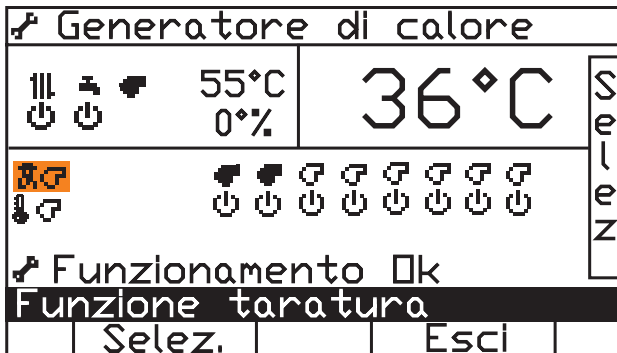 Generatore di calore
55°C
0°%
36°C
Selez
Funzionamento Ok
Funzione taratura
Selez. Esci